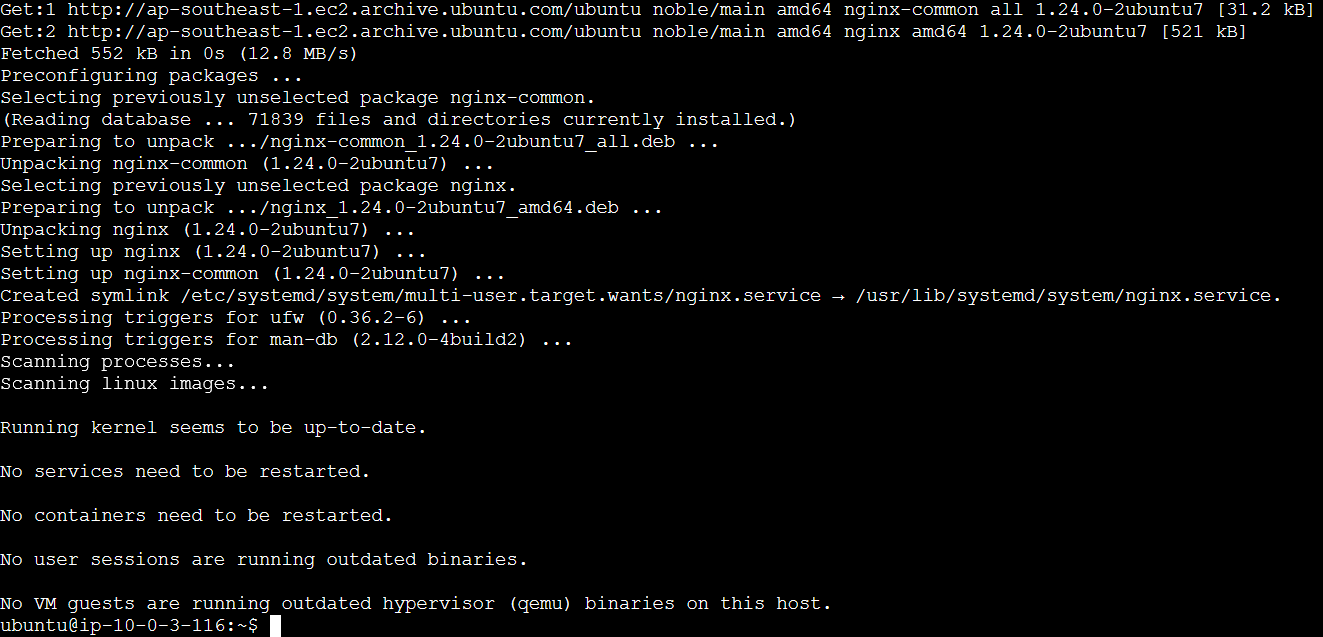 Get:1 http://ap-southeast-1.ec2.archive.ubuntu.com/ubuntu noble/main amd64 nginx-common all 1.24.0-2ubuntu7 [31.2 kB]
Get:2 http://ap-southeast-1.ec2.archive.ubuntu.com/ubuntu noble/main amd64 nginx amd64 1.24.0-2ubuntu7 [521 kB]
Fetched 552 kB in 0s (12.8 MB/s)
Preconfiguring packages ...
Selecting previously unselected package nginx-common.
(Reading database ... 71839 files and directories currently installed.)
Preparing to unpack .../nginx-common_1.24.0-2ubuntu7_all.deb ...
Unpacking nginx-common (1.24.0-2ubuntu7) ...
Selecting previously unselected package nginx.
Preparing to unpack .../nginx_1.24.0-2ubuntu7_amd64.deb ...
Unpacking nginx (1.24.0-2ubuntu7) ...
Setting up nginx (1.24.0-2ubuntu7) ...
Setting up nginx-common (1.24.0-2ubuntu7) ...
Created symlink /etc/systemd/system/multi-user.target.wants/nginx.service → /usr/lib/systemd/system/nginx.service.
Processing triggers for ufw (0.36.2-6) ...
Processing triggers for man-db (2.12.0-4build2) ...
Scanning processes...
Scanning linux images...
Running kernel seems to be up-to-date.
No services need to be restarted.
No containers need to be restarted.
No user sessions are running outdated binaries.
No VM guests are running outdated hypervisor (qemu) binaries on this host.
ubuntu@ip-10-0-3-116:~$